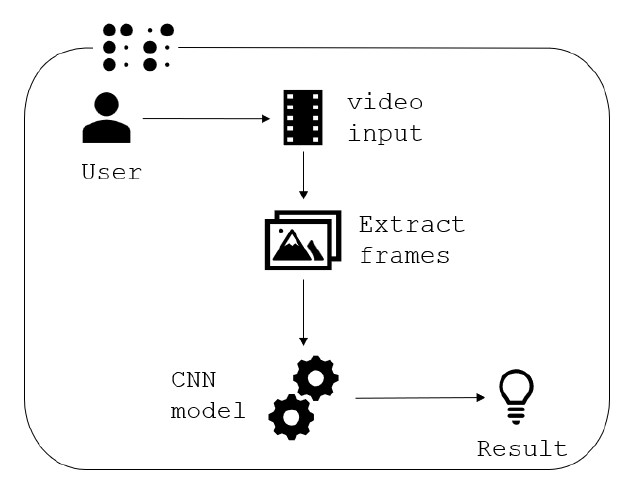 ⠏⠎
video
input
User
Extract
frames
CNN
model
Result